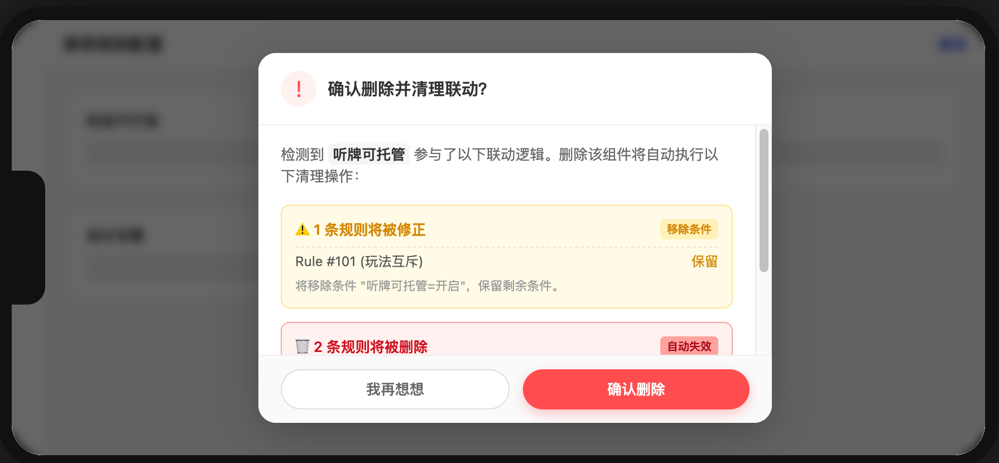 确认删除并清理联动?
检测到 听牌可托管 参与了以下联动逻辑。删除该组件将自动执行以
下清理操作：
⚠️ 1 条规则将被修正
移除条件
Rule #101 (玩法互斥)
保留
将移除条件 "听牌可托管=开启"，保留剩余条件。
🗑️ 2 条规则将被删除
自动失效
我再想想
确认删除